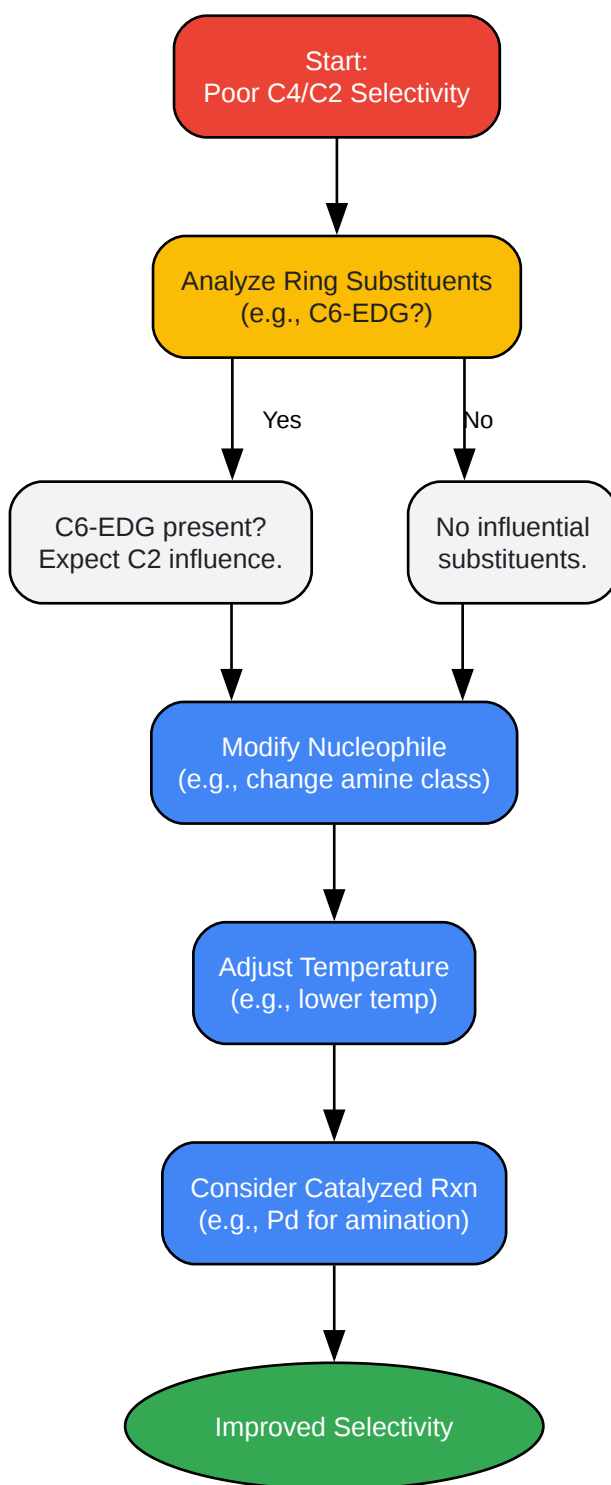 Start:
Poor C4/C2 Selectivity
Analyze Ring Substituents
(e.g., C6-EDG?)
Yes
No
C6-EDG present?
Expect C2 influence.
No influential
substituents.
Modify Nucleophile
(e.g., change amine class)
Adjust Temperature
(e.g., lower temp)
Consider Catalyzed Rxn
(e.g., Pd for amination)
Improved Selectivity